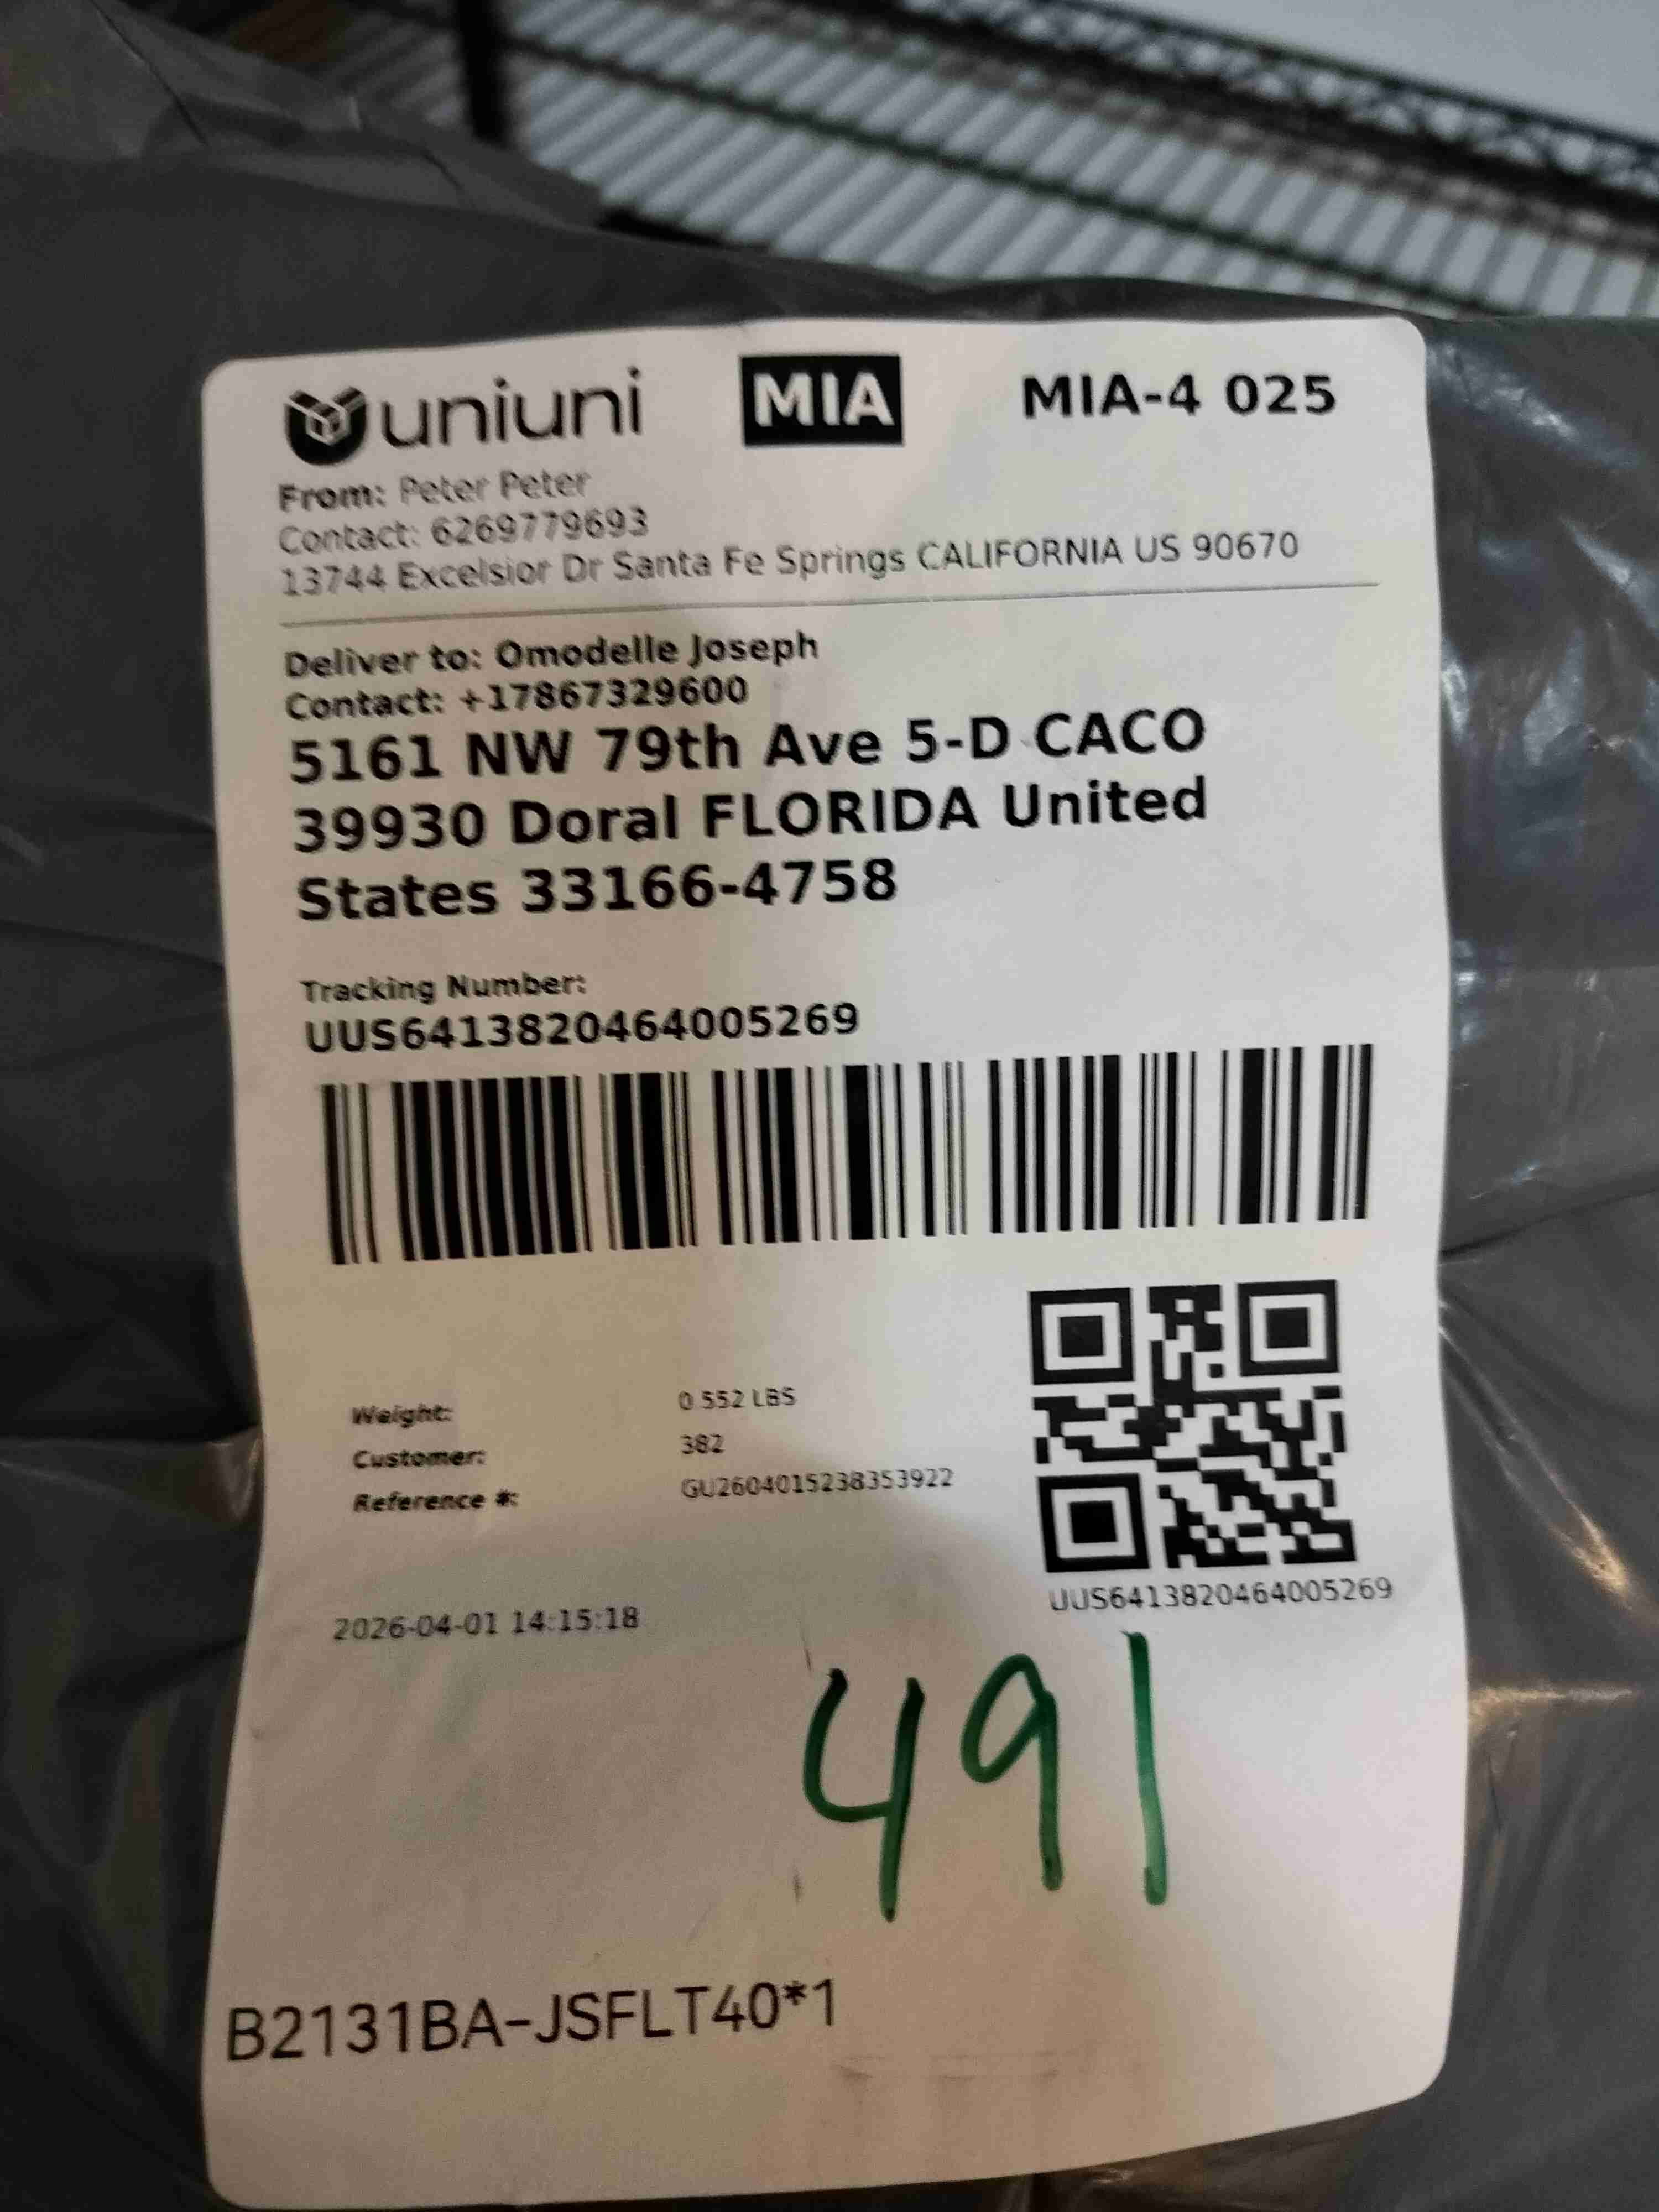 uniuni MIA MIA-4 025
From: Peter Peter
Contact: 6269779693
13744 Excelsior Dr Santa Fe Springs CALIFORNIA US 90670
Deliver to: Omodelle Joseph
Contact: +17867329600
5161 NW 79th Ave 5-D CACO
39930 Doral FLORIDA United
States 33166-4758
Tracking Number:
UUS6413820464005269
Weight: 0.552 LBS
Customer: 382
Reference #: GU2604015238353922
UUS6413820464005269
2026-04-01 14:15:18
491
B2131BA-JSFLT40*1